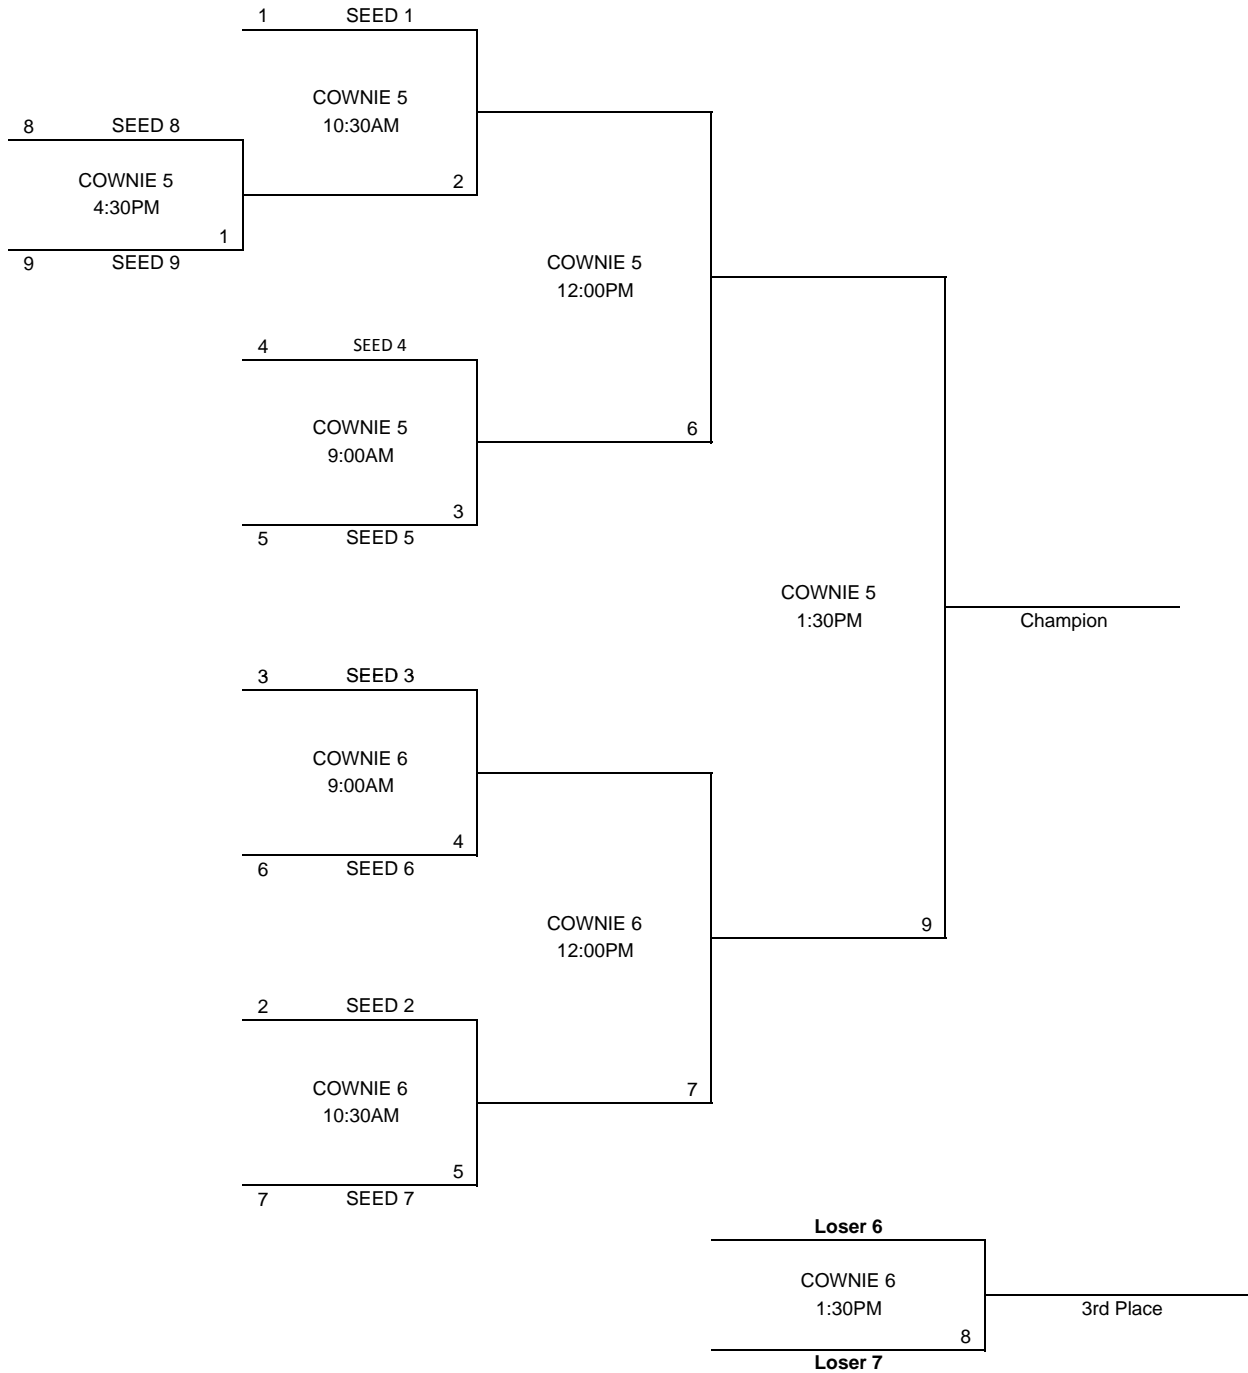 1 SEED 1
COWNIE 5
10:30AM
2
8 SEED 8
COWNIE 5
4:30PM
1
9 SEED 9
COWNIE 5
12:00PM
4 SEED 4
COWNIE 5
9:00AM
3
5 SEED 5
6
COWNIE 5
1:30PM
Champion
3 SEED 3
COWNIE 6
9:00AM
4
6 SEED 6
COWNIE 6
12:00PM
9
2 SEED 2
COWNIE 6
10:30AM
5
7 SEED 7
7
Loser 6
COWNIE 6
1:30PM
8
Loser 7
3rd Place